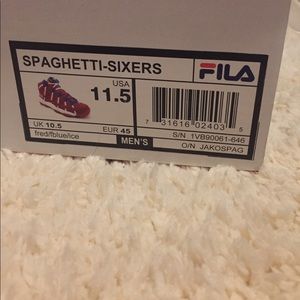 SPAGHETTI-SIXERS
FILA
USA
11.5
UK 10.5
EUR 45
fred/fblue/ice
MEN'S
7 31616 02403 5
S/N 1VB90061-646
O/N JAKOSPAG